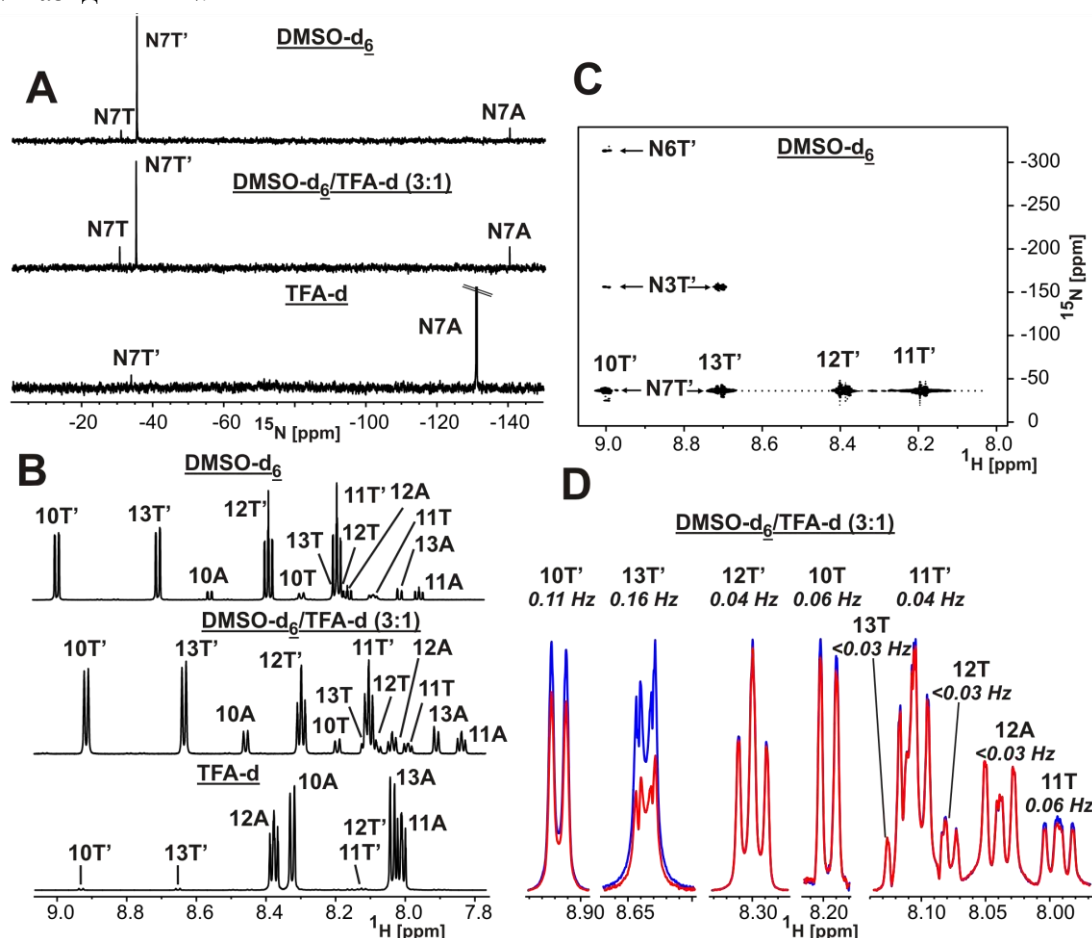 DMSO-d6
A
N7T'
N7T
N7A
N7T'
DMSO-d6/TFA-d (3:1)
N7T
N7A
TFA-d
N7A
N7T'
-20 -40 -60 -80 -100 -120 -140
15N [ppm]
C
DMSO-d6
N6T'
N3T'
10T' 13T' 12T' 11T'
N7T'
-300
-250
-200
-150
-100
-50
0
15N [ppm]
9.0 8.8 8.6 8.4 8.2 8.0
1H [ppm]
B
DMSO-d6
10T' 13T' 12T' 11T' 12A
10A 10T 13T 12T 11T 13A 11A
DMSO-d6/TFA-d (3:1)
10T' 13T' 12T' 11T' 12A
10A 10T 13T 12T 11T 13A 11A
TFA-d
10T' 13T' 12A 10A 12T' 11T' 13A 11A
9.0 8.8 8.6 8.4 8.2 8.0 7.8
1H [ppm]
D
DMSO-d6/TFA-d (3:1)
10T' 13T' 12T' 10T 11T'
0.11 Hz 0.16 Hz 0.04 Hz 0.06 Hz 0.04 Hz
13T
<0.03 Hz
12T
<0.03 Hz
12A
<0.03 Hz
11T
0.06 Hz
8.90 8.65 8.30 8.20 8.10 8.05 8.00
1H [ppm]